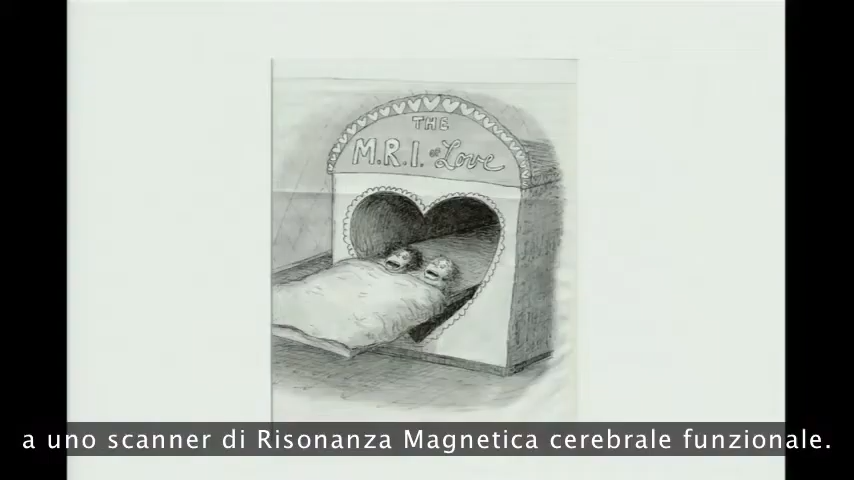 THE
M.R.I. of Love
a uno scanner di Risonanza Magnetica cerebrale funzionale.